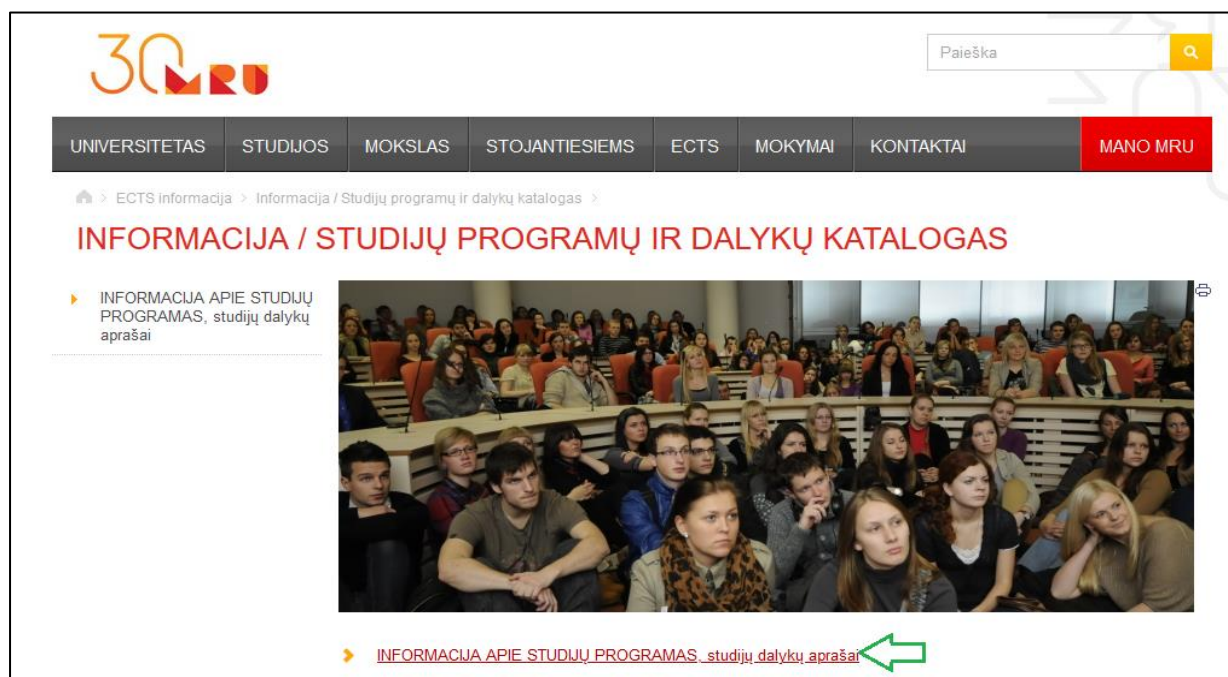 30 MRU
Paieška
UNIVERSITETAS STUDIJOS MOKSLAS STOJANTIESIEMS ECTS MOKYMAI KONTAKTAI MANO MRU
> ECTS informacija > Informacija / Studijų programų ir dalykų katalogas >
INFORMACIJA / STUDIJŲ PROGRAMŲ IR DALYKŲ KATALOGAS
INFORMACIJA APIE STUDIJŲ
PROGRAMAS, studijų dalykų
aprašai
INFORMACIJA APIE STUDIJŲ PROGRAMAS, studijų dalykų aprašai